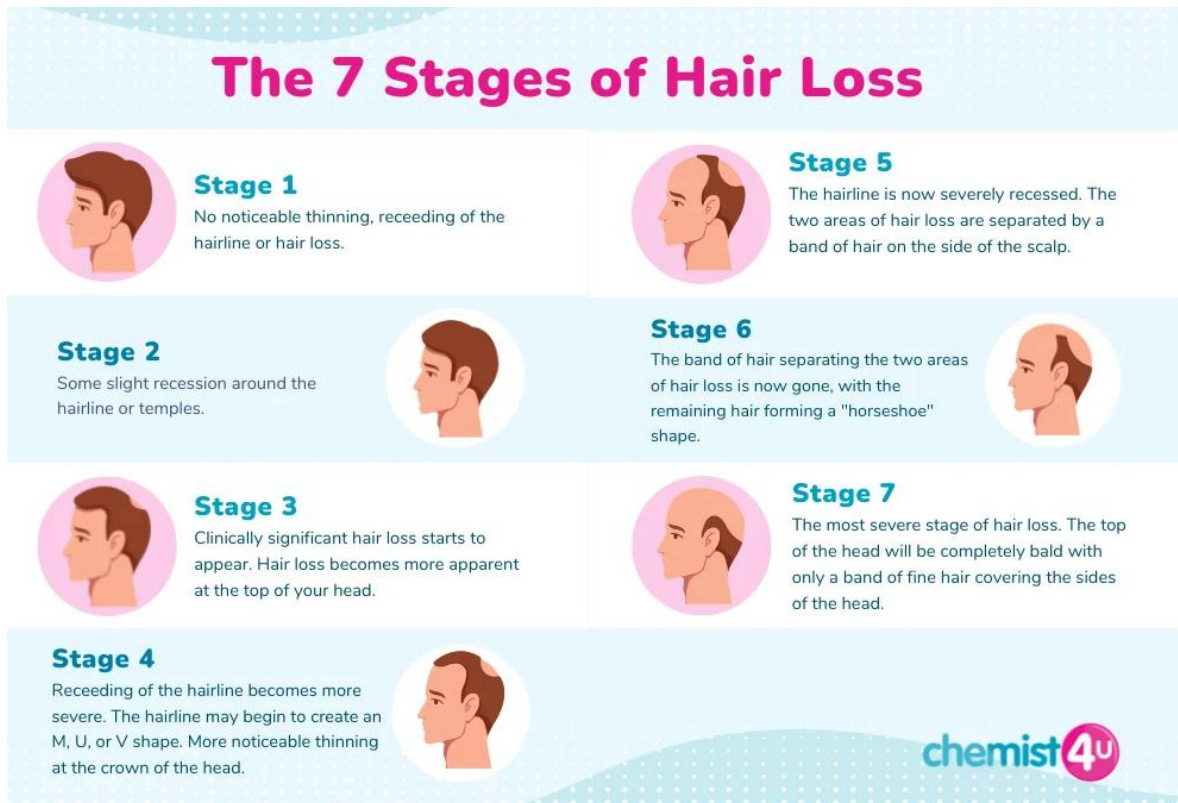 The 7 Stages of Hair Loss
Stage 1
No noticeable thinning, receeding of the
hairline or hair loss.
Stage 2
Some slight recession around the
hairline or temples.
Stage 3
Clinically significant hair loss starts to
appear. Hair loss becomes more apparent
at the top of your head.
Stage 4
Receeding of the hairline becomes more
severe. The hairline may begin to create an
M, U, or V shape. More noticeable thinning
at the crown of the head.
Stage 5
The hairline is now severely recessed. The
two areas of hair loss are separated by a
band of hair on the side of the scalp.
Stage 6
The band of hair separating the two areas
of hair loss is now gone, with the
remaining hair forming a "horseshoe"
shape.
Stage 7
The most severe stage of hair loss. The top
of the head will be completely bald with
only a band of fine hair covering the sides
of the head.
chemist4U